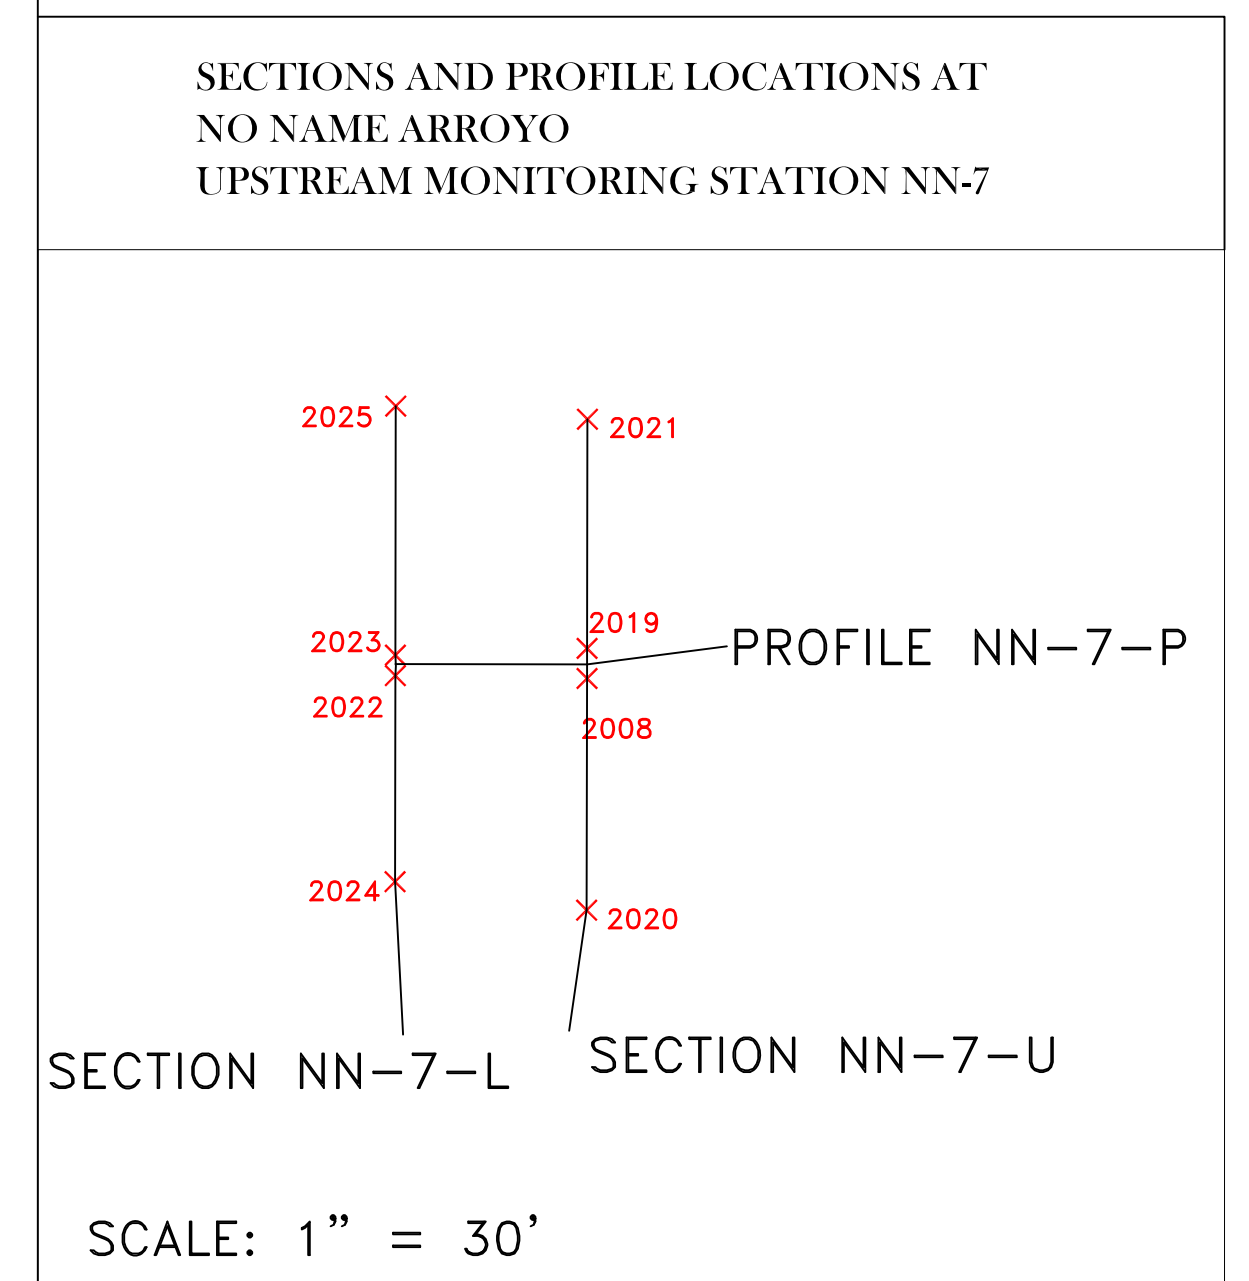 SECTIONS AND PROFILE LOCATIONS AT
NO NAME ARROYO
UPSTREAM MONITORING STATION NN-7
2025
2021
2019
2023
PROFILE NN-7-P
2022
2008
2024
2020
SECTION NN-7-L
SECTION NN-7-U
SCALE: 1" = 30'